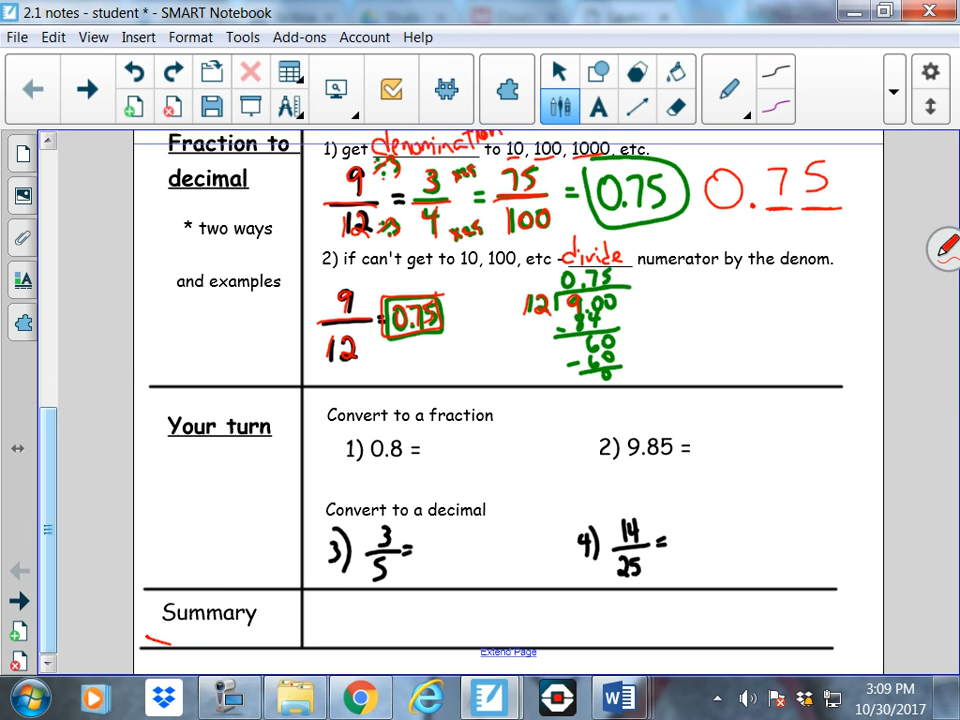 2.1 notes - student * - SMART Notebook
File Edit View Insert Format Tools Add-ons Account Help
Fraction to decimal
* two ways
and examples
1) get denomination to 10, 100, 1000, etc.
9/12 ÷3 ÷3 = 3/4 x25 x25 = 75/100 = 0.75 0.75
2) if can't get to 10, 100, etc - divide numerator by the denom.
9/12 = 0.75
0.75
12 9.00
- 84
60
- 60
0
Your turn
Convert to a fraction
1) 0.8 = 2) 9.85 =
Convert to a decimal
3) 3/5 = 4) 14/25 =
Summary
Extend Page
3:09 PM
10/30/2017